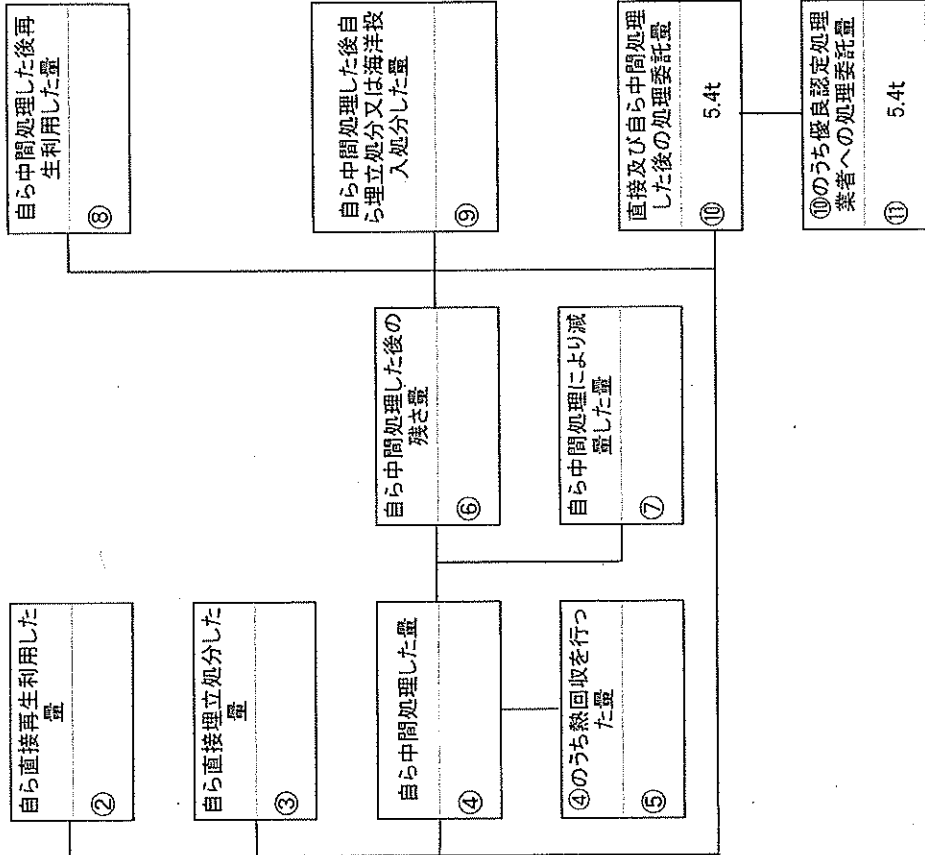 自ら直接再生利用した
量
②
自ら直接埋立処分した
量
③
自ら中間処理した量
④
④のうち熱回収を行っ
た量
⑤
自ら中間処理した後の
残さ量
⑥
自ら中間処理により減
量した量
⑦
自ら中間処理した後再
生利用した量
⑧
自ら中間処理した後自
ら埋立処分又は海洋投
入処分した量
⑨
直接及び自ら中間処理
した後の処理委託量
⑩ 5.4t
⑩のうち優良認定処理
業者への処理委託量
⑪ 5.4t